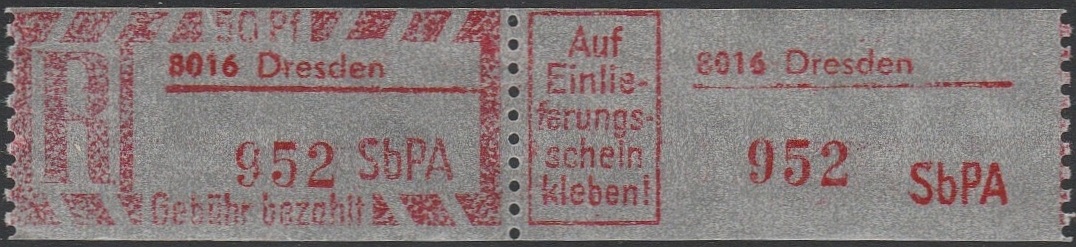 50 Pf
R
8016 Dresden
952 SbPA
Gebühr bezahlt
Auf
Einlie-
ferungs-
schein
kleben!
8016 Dresden
952
SbPA